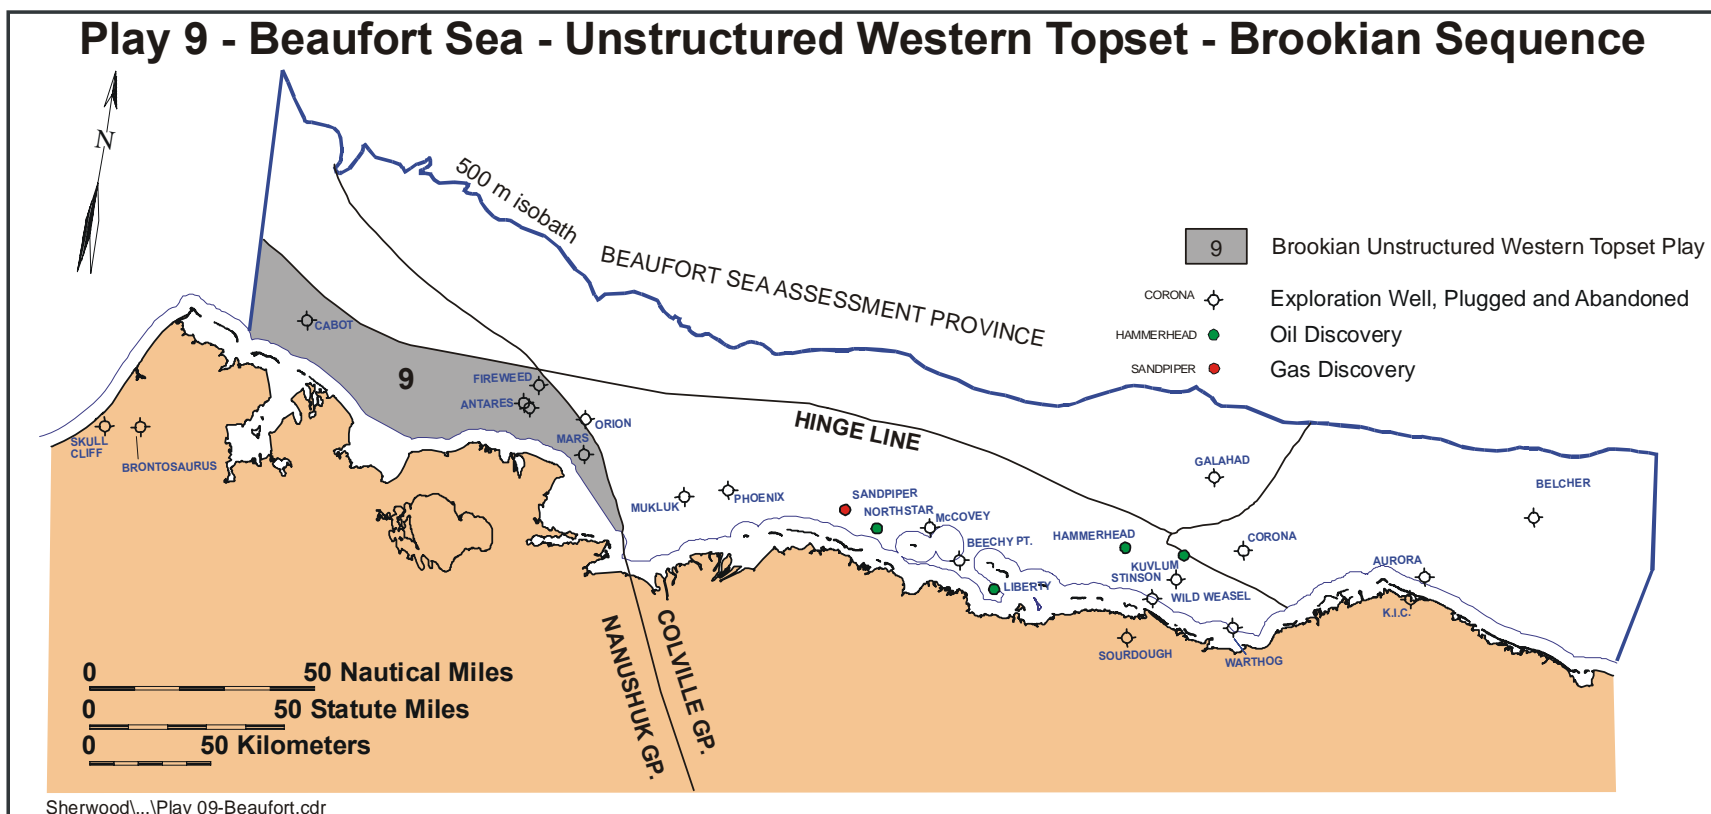 Play 9 - Beaufort Sea - Unstructured Western Topset - Brookian Sequence
N
500 m isobath
BEAUFORT SEA ASSESSMENT PROVINCE
9
Brookian Unstructured Western Topset Play
CORONA
Exploration Well, Plugged and Abandoned
HAMMERHEAD
Oil Discovery
SANDPIPER
Gas Discovery
CABOT
9
FIREWEED
ANTARES
ORION
MARS
HINGE LINE
SKULL
CLIFF
BRONTOSAURUS
MUKLUK
PHOENIX
SANDPIPER
NORTHSTAR
McCOVEY
BEECHY PT.
LIBERTY
GALAHAD
BELCHER
HAMMERHEAD
KUVLUM
CORONA
STINSON
WILD WEASEL
AURORA
K.I.C.
SOURDOUGH
WARTHOG
NANUSHUK GP.
COLVILLE GP.
0 50 Nautical Miles
0 50 Statute Miles
0 50 Kilometers
Sherwood\...\Play 09-Beaufort.cdr